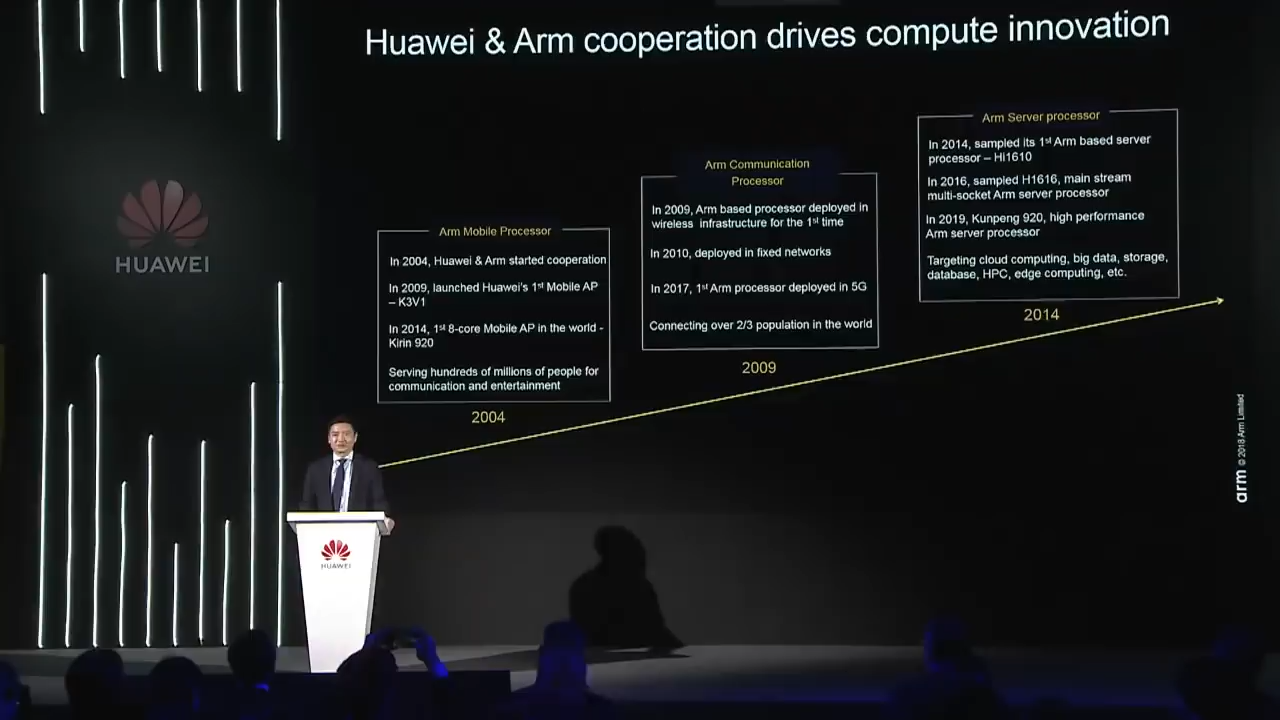 Huawei & Arm cooperation drives compute innovation
HUAWEI
Arm Mobile Processor
In 2004, Huawei & Arm started cooperation
In 2009, launched Huawei's 1st Mobile AP
– K3V1
In 2014, 1st 8-core Mobile AP in the world -
Kirin 920
Serving hundreds of millions of people for
communication and entertainment
2004
Arm Communication
Processor
In 2009, Arm based processor deployed in
wireless infrastructure for the 1st time
In 2010, deployed in fixed networks
In 2017, 1st Arm processor deployed in 5G
Connecting over 2/3 population in the world
2009
Arm Server processor
In 2014, sampled its 1st Arm based server
processor – Hi1610
In 2016, sampled H1616, main stream
multi-socket Arm server processor
In 2019, Kunpeng 920, high performance
Arm server processor
Targeting cloud computing, big data, storage,
database, HPC, edge computing, etc.
2014
arm © 2018 Arm Limited
HUAWEI